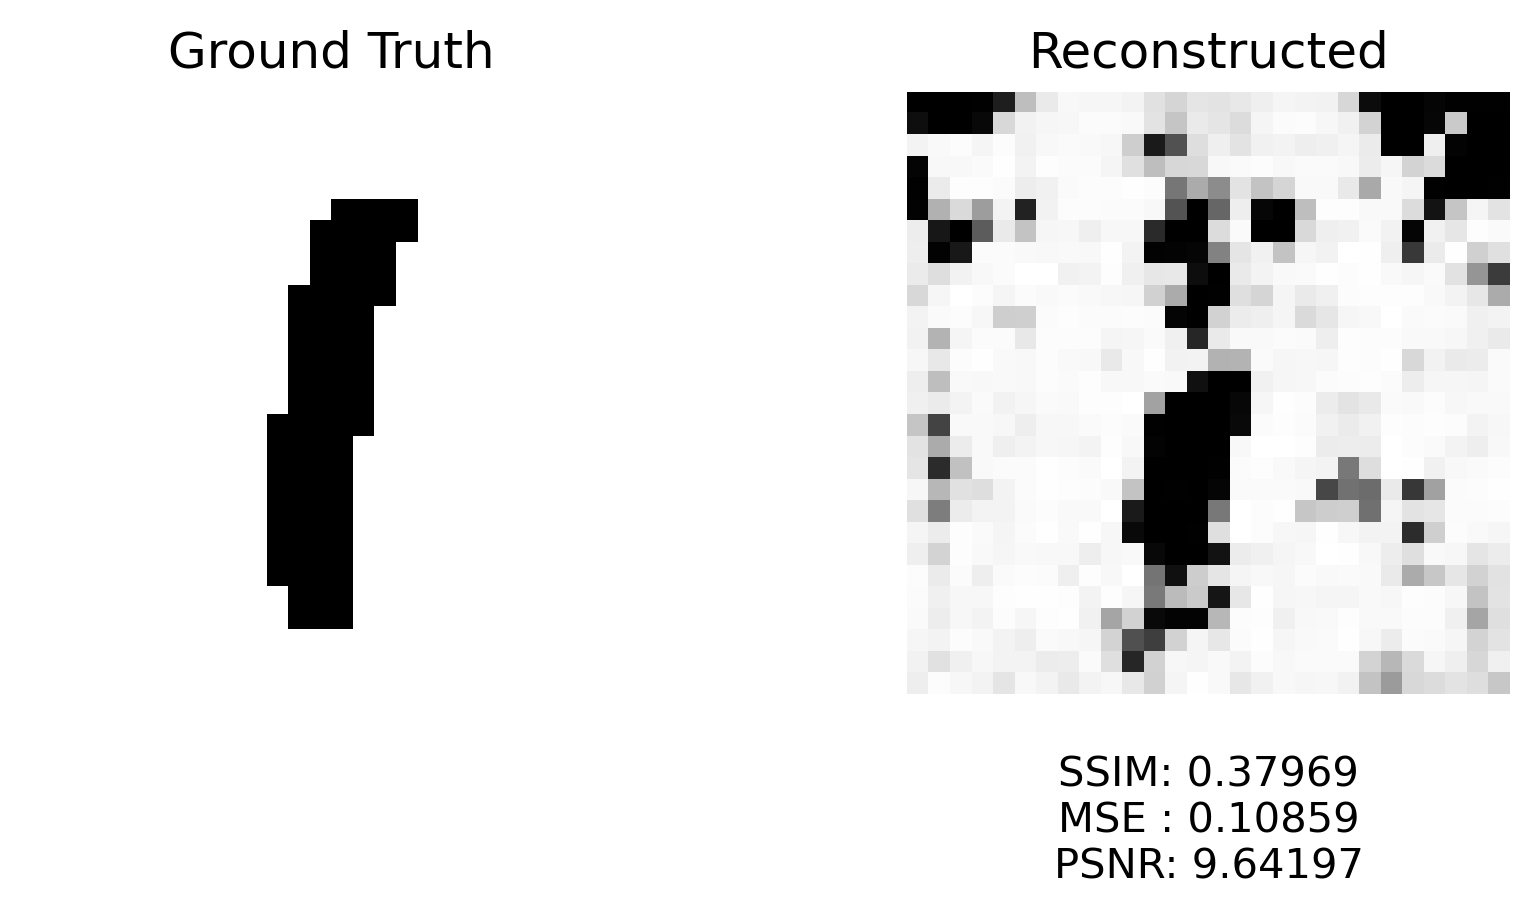 Ground Truth
Reconstructed
SSIM: 0.37969
MSE : 0.10859
PSNR: 9.64197